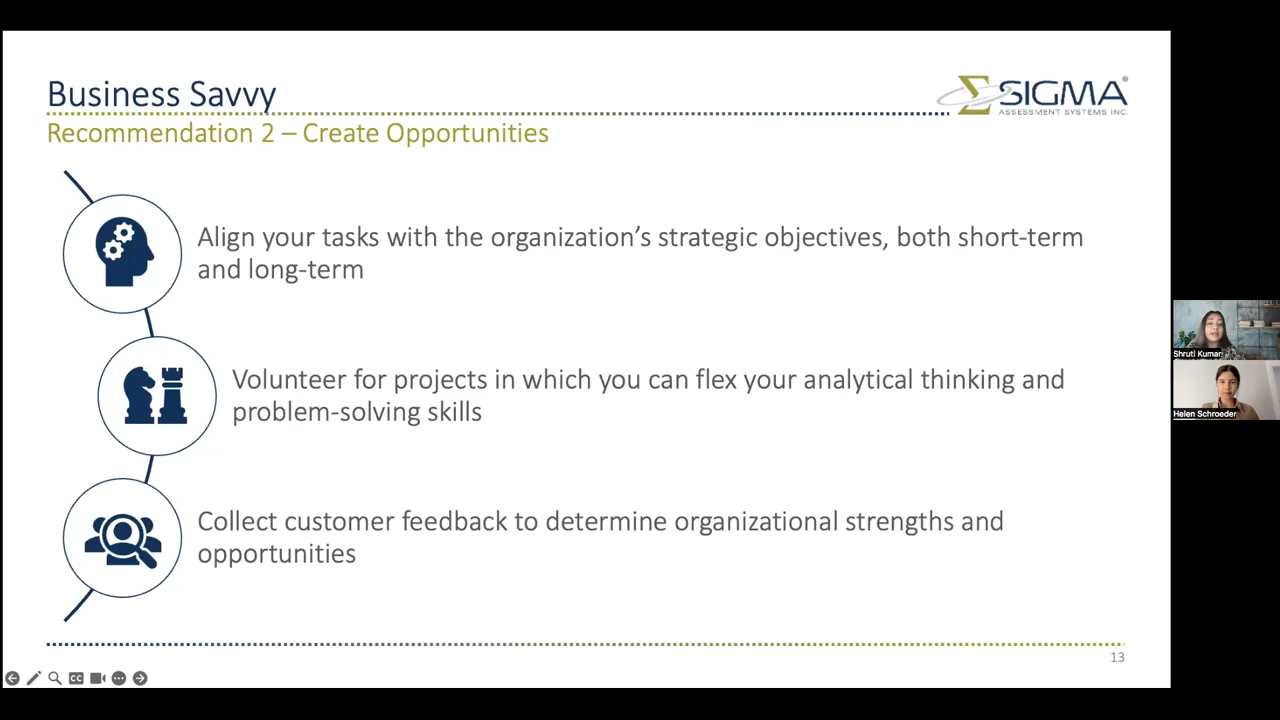 Business Savvy
ΣSIGMA®
ASSESSMENT SYSTEMS INC.
Recommendation 2 – Create Opportunities
Align your tasks with the organization’s strategic objectives, both short-term
and long-term
Volunteer for projects in which you can flex your analytical thinking and
problem-solving skills
Collect customer feedback to determine organizational strengths and
opportunities
13
CC
Shruti Kumar
Helen Schroeder